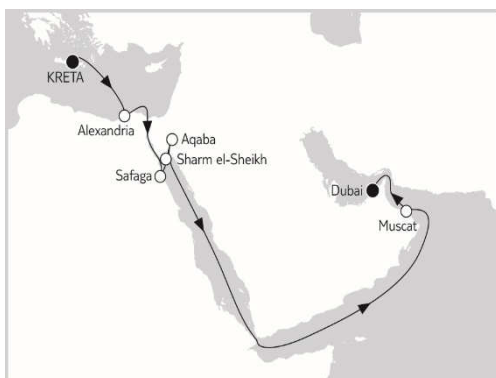 KRETA
Alexandria
Aqaba
Sharm el-Sheikh
Safaga
Dubai
Muscat